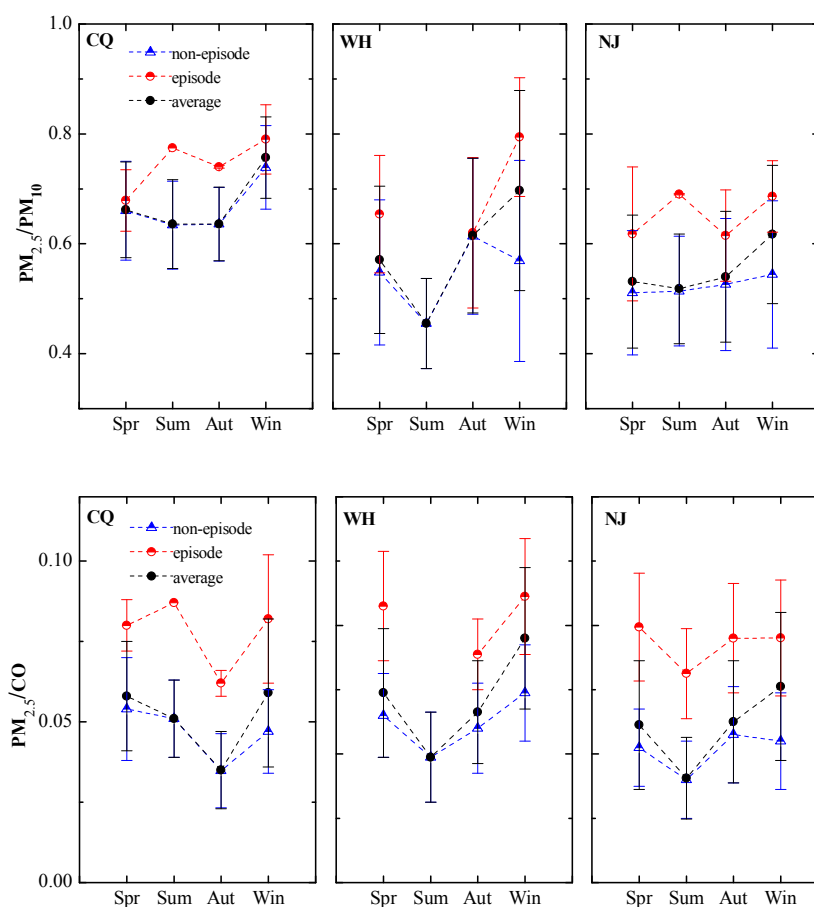 CQ
non-episode
episode
average
WH
NJ
PM2.5/PM10
1.0
0.8
0.6
0.4
Spr Sum Aut Win
Spr Sum Aut Win
Spr Sum Aut Win
CQ
non-episode
episode
average
WH
NJ
PM2.5/CO
0.10
0.05
0.00
Spr Sum Aut Win
Spr Sum Aut Win
Spr Sum Aut Win